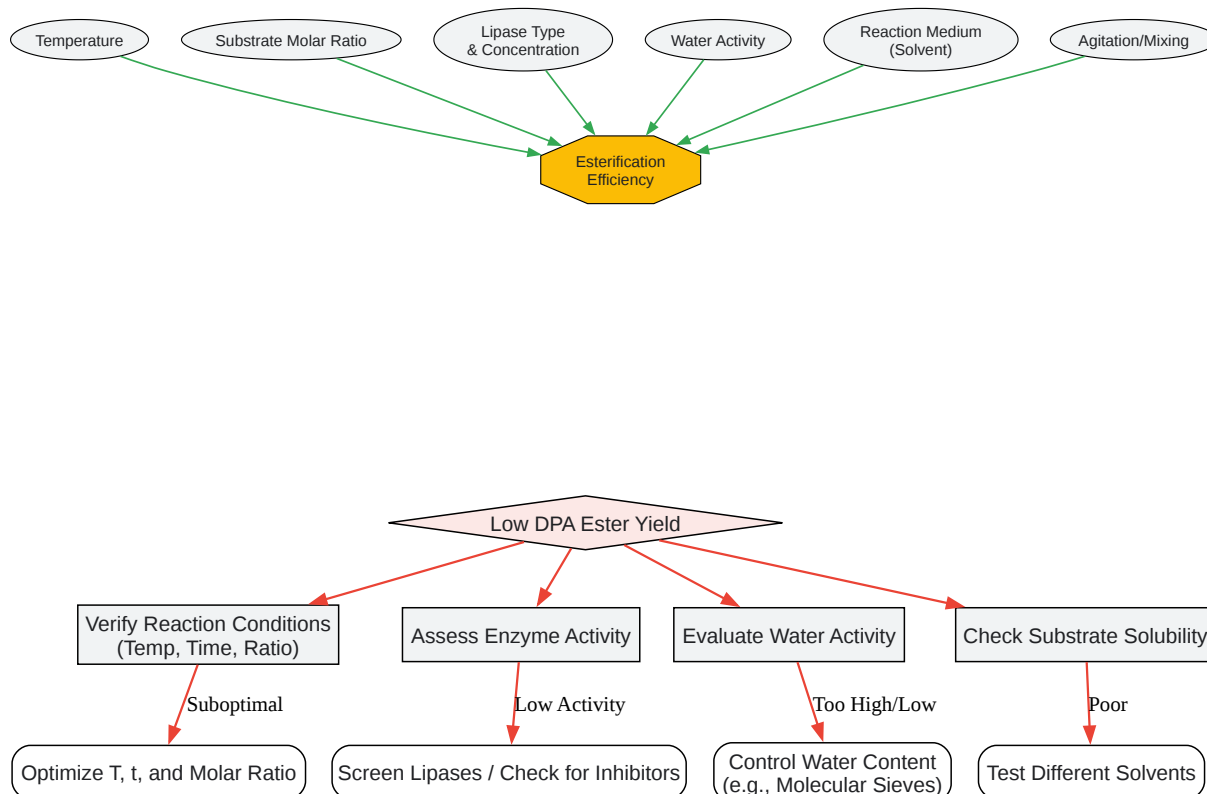 Temperature
Substrate Molar Ratio
Lipase Type
& Concentration
Water Activity
Reaction Medium
(Solvent)
Agitation/Mixing
Esterification
Efficiency
Low DPA Ester Yield
Verify Reaction Conditions
(Temp, Time, Ratio)
Assess Enzyme Activity
Evaluate Water Activity
Check Substrate Solubility
Suboptimal
Low Activity
Too High/Low
Poor
Optimize T, t, and Molar Ratio
Screen Lipases / Check for Inhibitors
Control Water Content
(e.g., Molecular Sieves)
Test Different Solvents